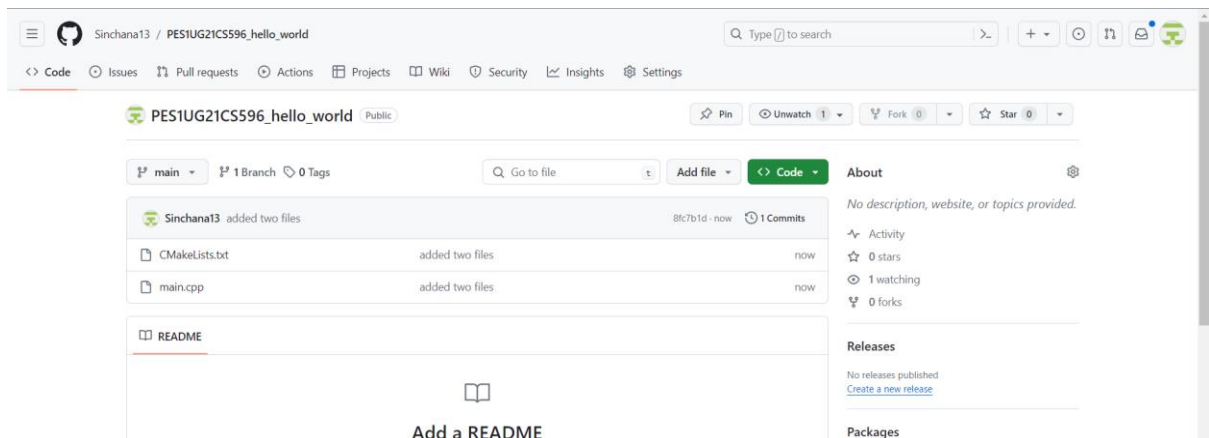 Sinchana13 / PES1UG21CS596_hello_world
Type / to search
<> Code Issues Pull requests Actions Projects Wiki Security Insights Settings
PES1UG21CS596_hello_world Public
Pin Unwatch 1 Fork 0 Star 0
main 1 Branch 0 Tags Go to file t Add file <> Code
Sinchana13 added two files 8fc7b1d · now 1 Commits
CMakeLists.txt added two files now
main.cpp added two files now
README
Add a README
About
No description, website, or topics provided.
Activity
0 stars
1 watching
0 forks
Releases
No releases published
Create a new release
Packages